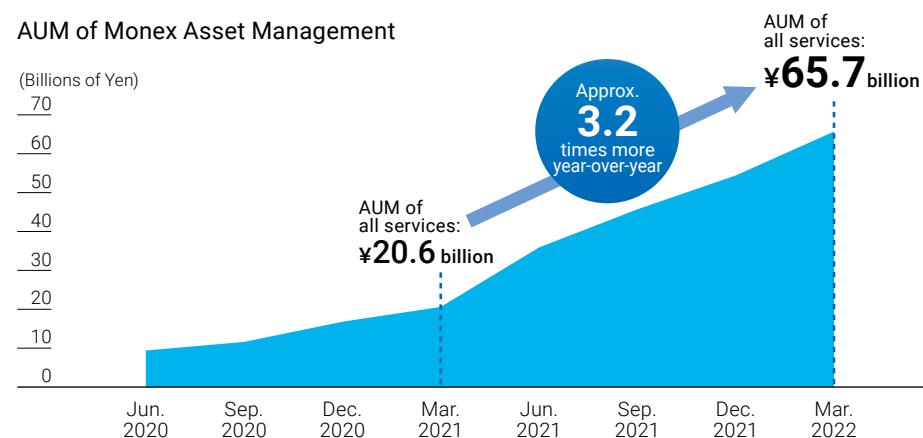 AUM of Monex Asset Management
(Billions of Yen)
AUM of
all services:
¥65.7 billion
Approx.
3.2
times more
year-over-year
AUM of
all services:
¥20.6 billion
70
60
50
40
30
20
10
0
Jun.
2020
Sep.
2020
Dec.
2020
Mar.
2021
Jun.
2021
Sep.
2021
Dec.
2021
Mar.
2022